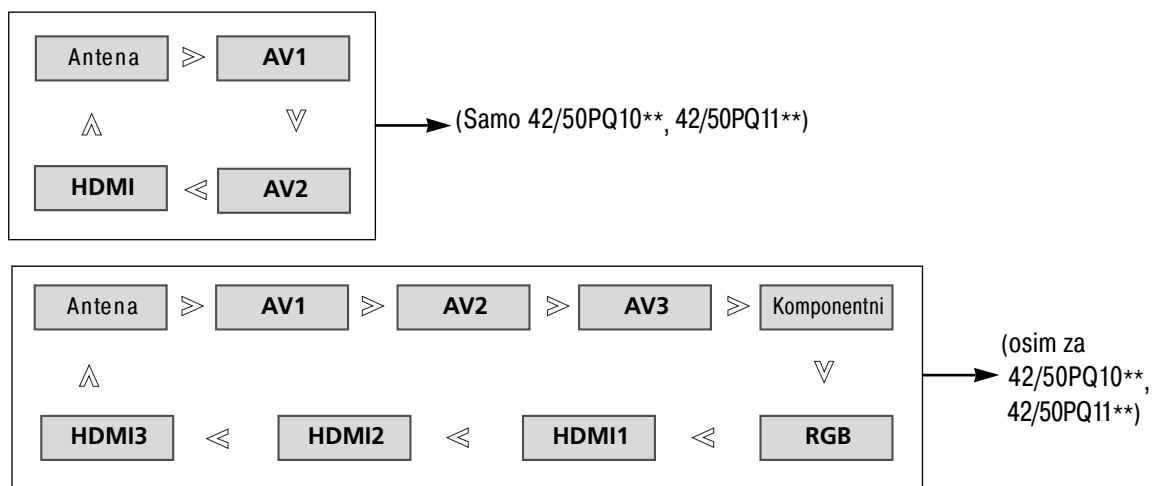 Antena AV1
(Samo 42/50PQ10**, 42/50PQ11**)
HDMI AV2
Antena AV1 AV2 AV3 Komponentni
(osim za
42/50PQ10**,
42/50PQ11**)
HDMI3 HDMI2 HDMI1 RGB